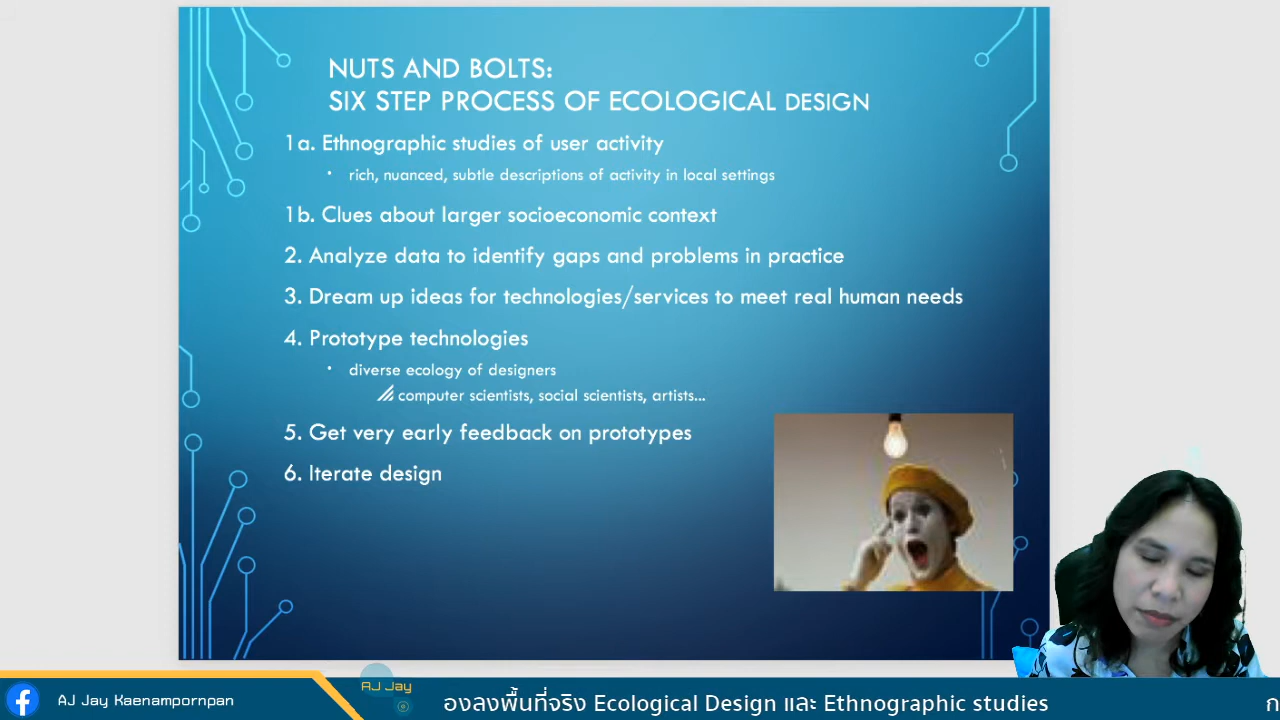 NUTS AND BOLTS:
SIX STEP PROCESS OF ECOLOGICAL DESIGN
1a. Ethnographic studies of user activity
• rich, nuanced, subtle descriptions of activity in local settings
1b. Clues about larger socioeconomic context
2. Analyze data to identify gaps and problems in practice
3. Dream up ideas for technologies/services to meet real human needs
4. Prototype technologies
• diverse ecology of designers
computer scientists, social scientists, artists...
5. Get very early feedback on prototypes
6. Iterate design
AJ Jay Kaenampornpan
AJ Jay
องลงพื้นที่จริง Ecological Design และ Ethnographic studies
ก